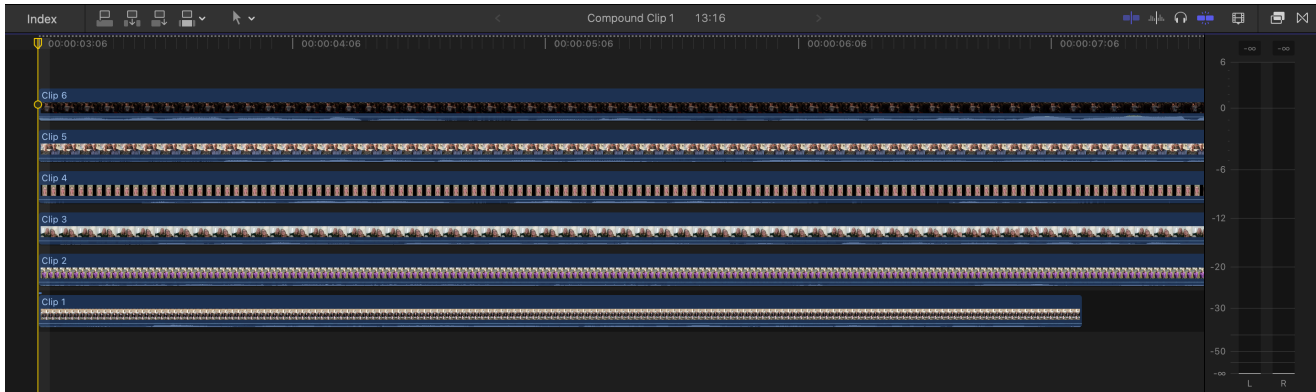 Index
Compound Clip 1 13:16
00:00:03:06 00:00:04:06 00:00:05:06 00:00:06:06 00:00:07:06
-∞ -∞
6
Clip 6
0
Clip 5
-6
Clip 4
Clip 3
-12
Clip 2
-20
Clip 1
-30
-50
-∞
L R